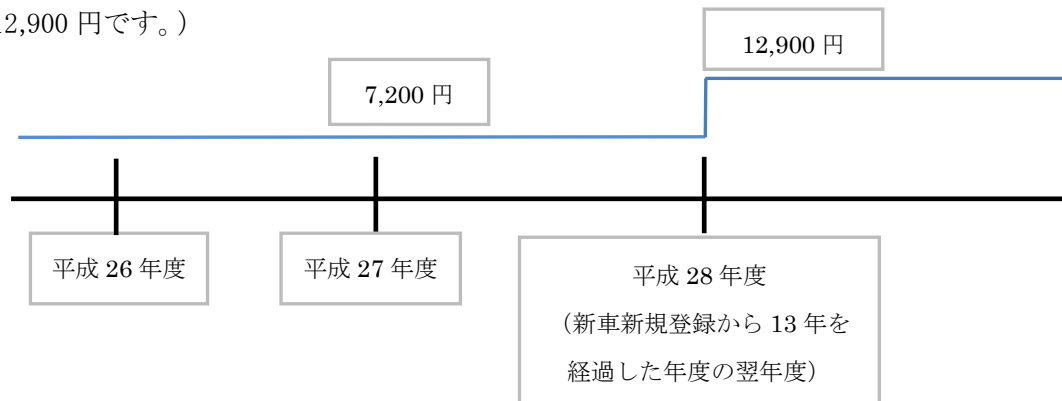 2,900 円です。）
12,900 円
7,200 円
平成 26 年度
平成 27 年度
平成 28 年度
（新車新規登録から 13 年を
経過した年度の翌年度）